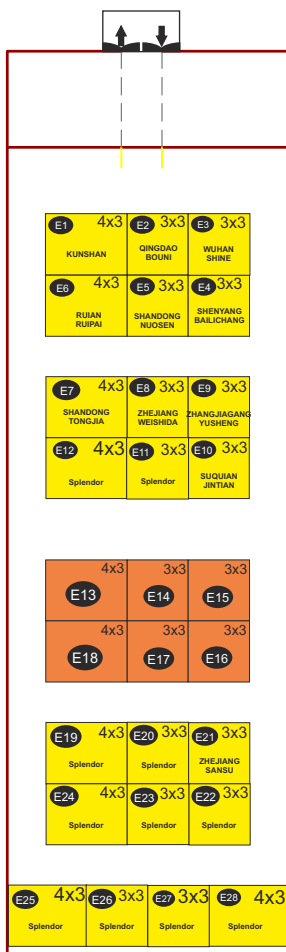 E1 4x3 E2 3x3 E3 3x3
KUNSHAN QINGDAO BOUNI WUHAN SHINE
E6 4x3 E5 3x3 E4 3x3
RUIAN RUIPAI SHANDONG NUOSEN SHENYANG BAILICHANG
E7 4x3 E8 3x3 E9 3x3
SHANDONG TONGJIA ZHEJIANG WEISHIDA ZHANGJIAGANG YUSHENG
E12 4x3 E11 3x3 E10 3x3
Splendor Splendor SUQUIAN JINTIAN
4x3 3x3 3x3
E13 E14 E15
4x3 3x3 3x3
E18 E17 E16
E19 4x3 E20 3x3 E21 3x3
Splendor Splendor ZHEJIANG SANSU
E24 4x3 E23 3x3 E22 3x3
Splendor Splendor Splendor
E25 4x3 E26 3x3 E27 3x3 E28 4x3
Splendor Splendor Splendor Splendor